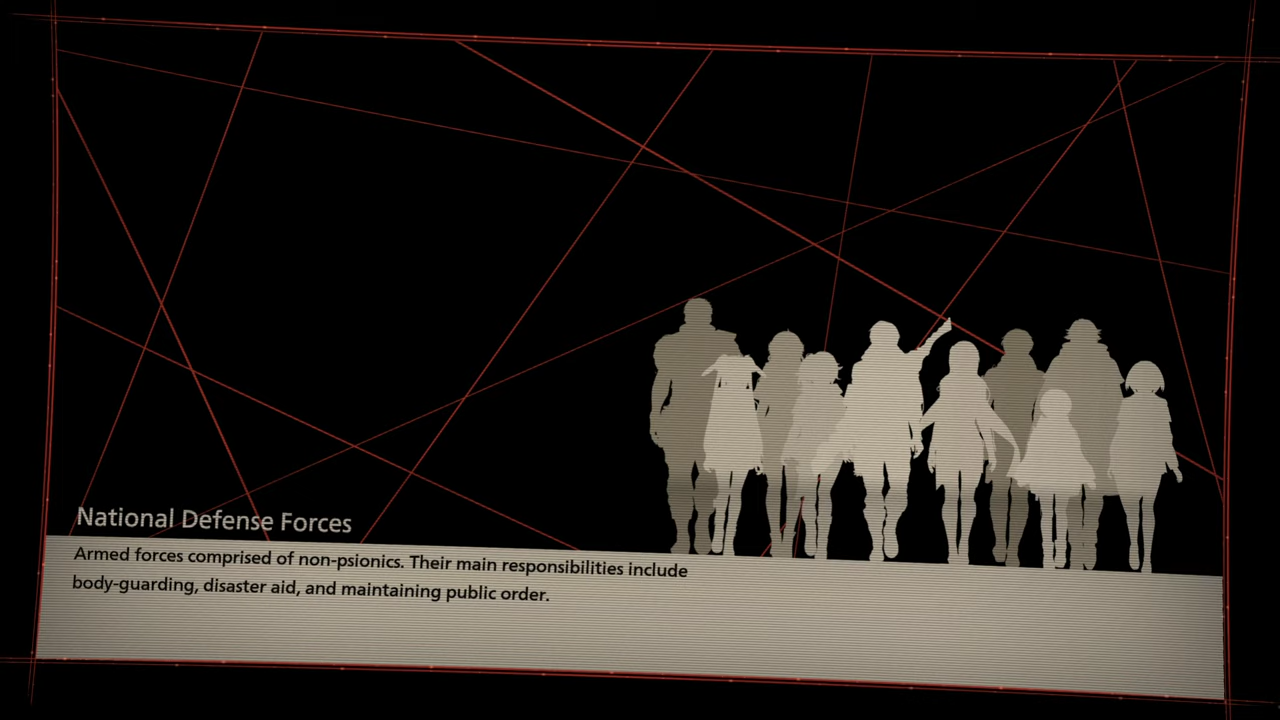 National Defense Forces
Armed forces comprised of non-psionics. Their main responsibilities include
body-guarding, disaster aid, and maintaining public order.